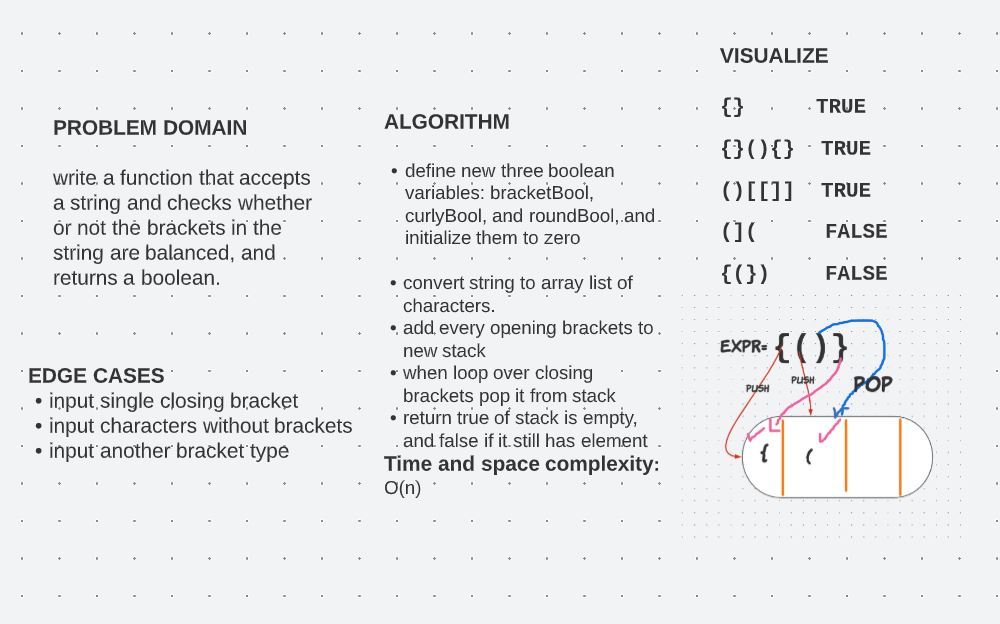 PROBLEM DOMAIN
write a function that accepts
a string and checks whether
or not the brackets in the
string are balanced, and
returns a boolean.
EDGE CASES
• input single closing bracket
• input characters without brackets
• input another bracket type
ALGORITHM
• define new three boolean
variables: bracketBool,
curlyBool, and roundBool, and
initialize them to zero
• convert string to array list of
characters.
• add every opening brackets to
new stack
• when loop over closing
brackets pop it from stack
• return true of stack is empty,
and false if it still has element
Time and space complexity:
O(n)
VISUALIZE
{} TRUE
{}(){} TRUE
()[[]] TRUE
(]( FALSE
{(}) FALSE
EXPR= {()}
PUSH PUSH POP
{ (